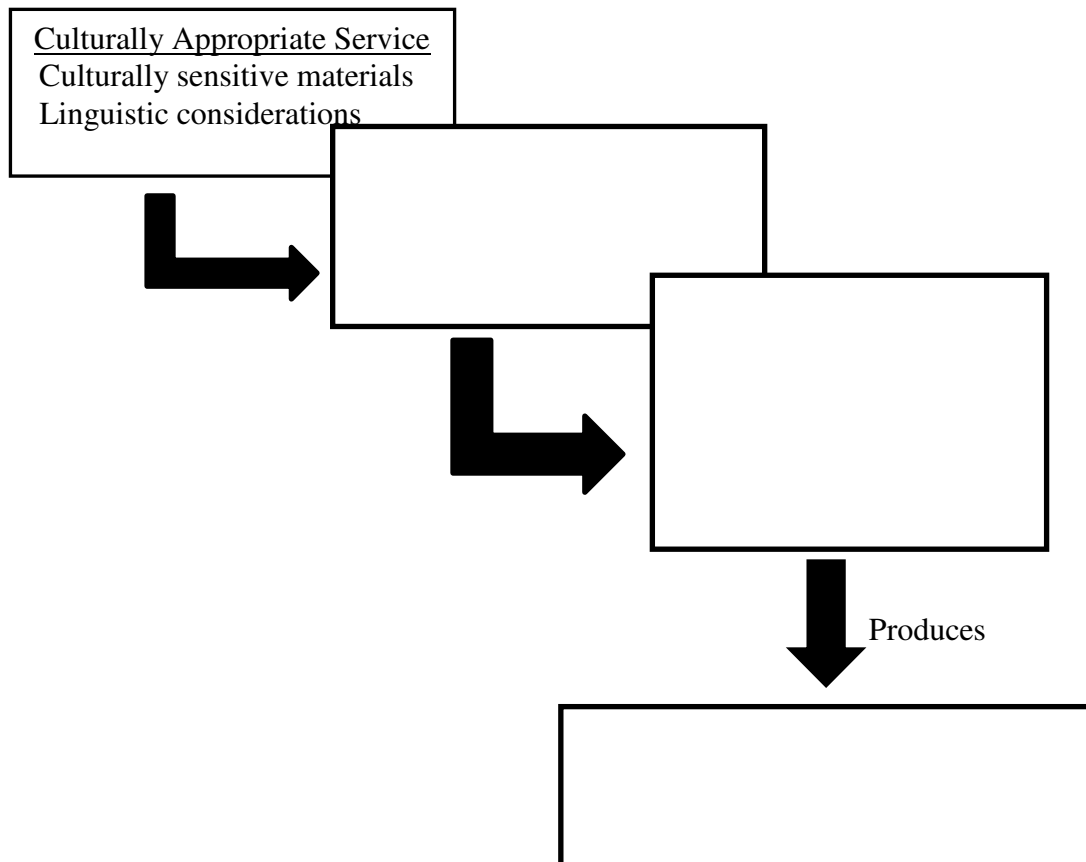 Culturally Appropriate Service
Culturally sensitive materials
Linguistic considerations
Produces